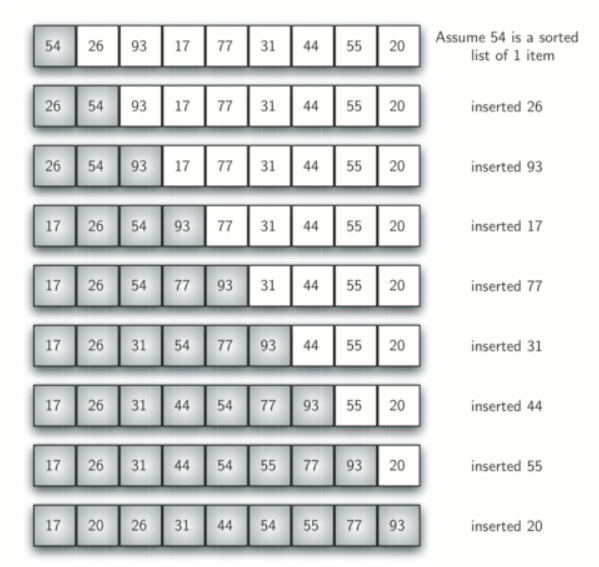 54 26 93 17 77 31 44 55 20 Assume 54 is a sorted
list of 1 item
26 54 93 17 77 31 44 55 20 inserted 26
26 54 93 17 77 31 44 55 20 inserted 93
17 26 54 93 77 31 44 55 20 inserted 17
17 26 54 77 93 31 44 55 20 inserted 77
17 26 31 54 77 93 44 55 20 inserted 31
17 26 31 44 54 77 93 55 20 inserted 44
17 26 31 44 54 55 77 93 20 inserted 55
17 20 26 31 44 54 55 77 93 inserted 20